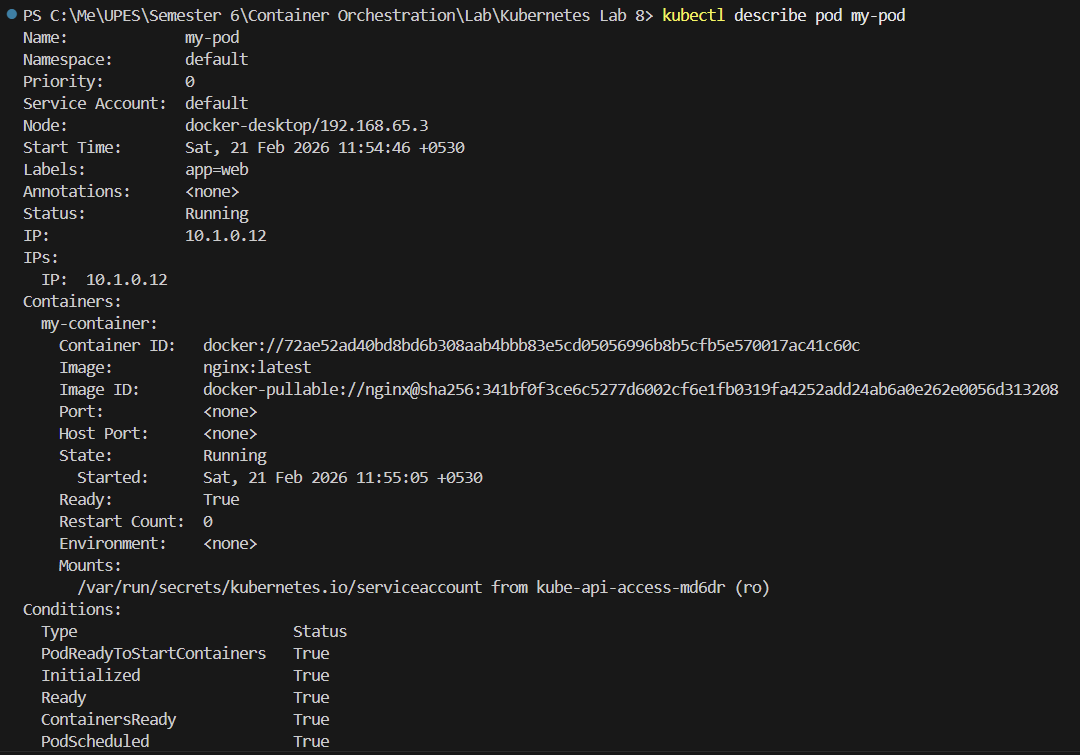 PS C:\Me\UPES\Semester 6\Container Orchestration\Lab\Kubernetes Lab 8> kubectl describe pod my-pod
Name:             my-pod
Namespace:        default
Priority:         0
Service Account:  default
Node:             docker-desktop/192.168.65.3
Start Time:       Sat, 21 Feb 2026 11:54:46 +0530
Labels:           app=web
Annotations:      <none>
Status:           Running
IP:               10.1.0.12
IPs:
  IP:  10.1.0.12
Containers:
  my-container:
    Container ID:   docker://72ae52ad40bd8bd6b308aab4bbb83e5cd05056996b8b5cfb5e570017ac41c60c
    Image:          nginx:latest
    Image ID:       docker-pullable://nginx@sha256:341bf0f3ce6c5277d6002cf6e1fb0319fa4252add24ab6a0e262e0056d313208
    Port:           <none>
    Host Port:      <none>
    State:          Running
      Started:      Sat, 21 Feb 2026 11:55:05 +0530
    Ready:          True
    Restart Count:  0
    Environment:    <none>
    Mounts:
      /var/run/secrets/kubernetes.io/serviceaccount from kube-api-access-md6dr (ro)
Conditions:
  Type                        Status
  PodReadyToStartContainers   True
  Initialized                 True
  Ready                       True
  ContainersReady             True
  PodScheduled                True